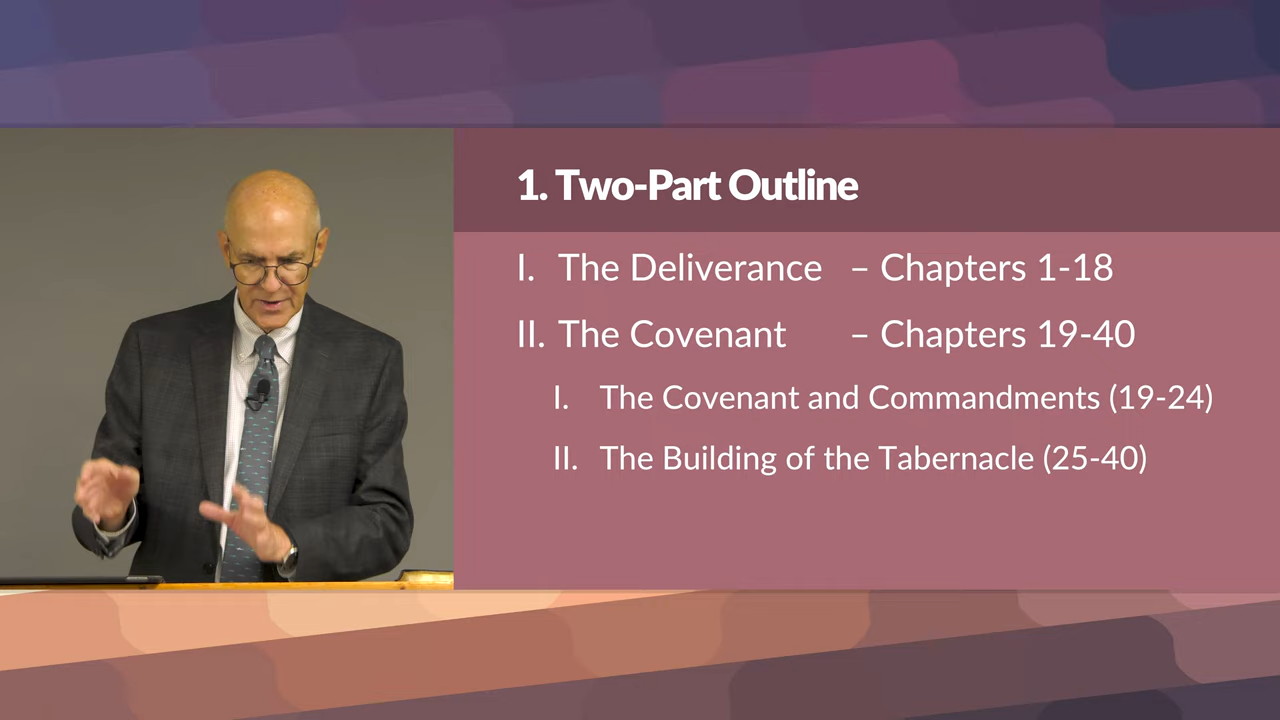 1. Two-Part Outline
I. The Deliverance – Chapters 1-18
II. The Covenant – Chapters 19-40
I. The Covenant and Commandments (19-24)
II. The Building of the Tabernacle (25-40)